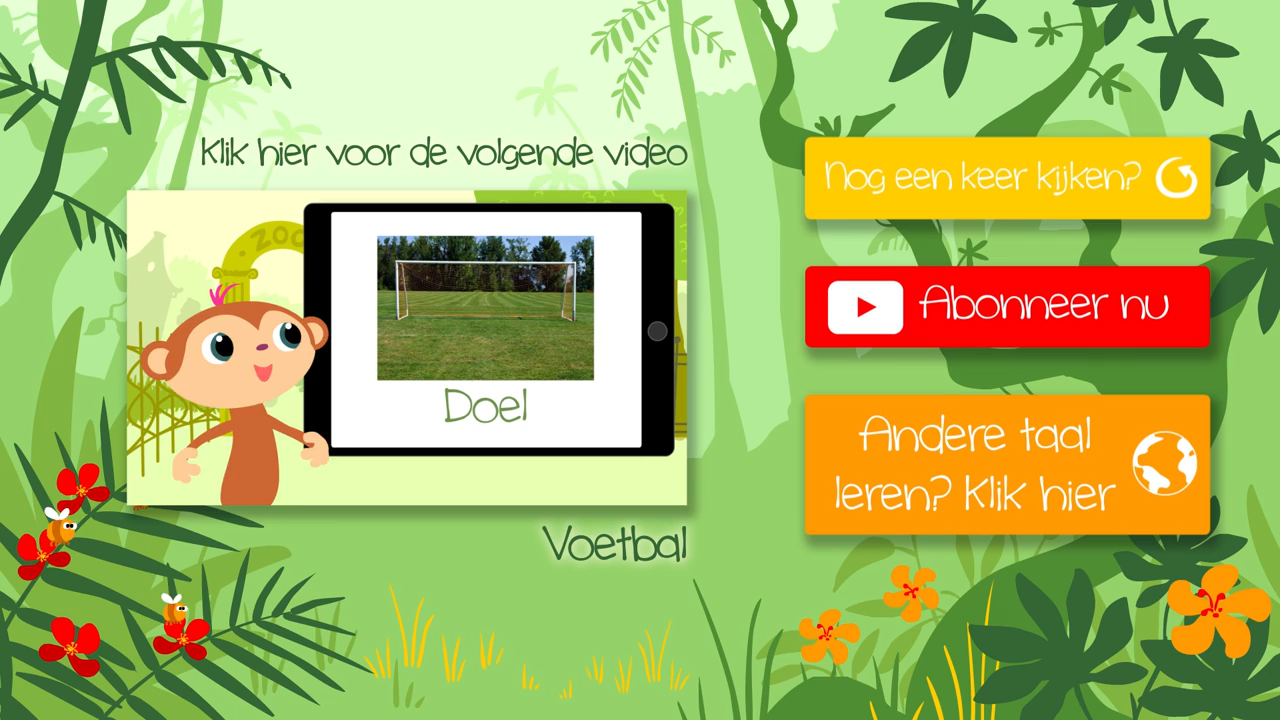 Klik hier voor de volgende video
ZOO
Doel
Voetbal
Nog een keer kijken?
Abonneer nu
Andere taal
leren? Klik hier